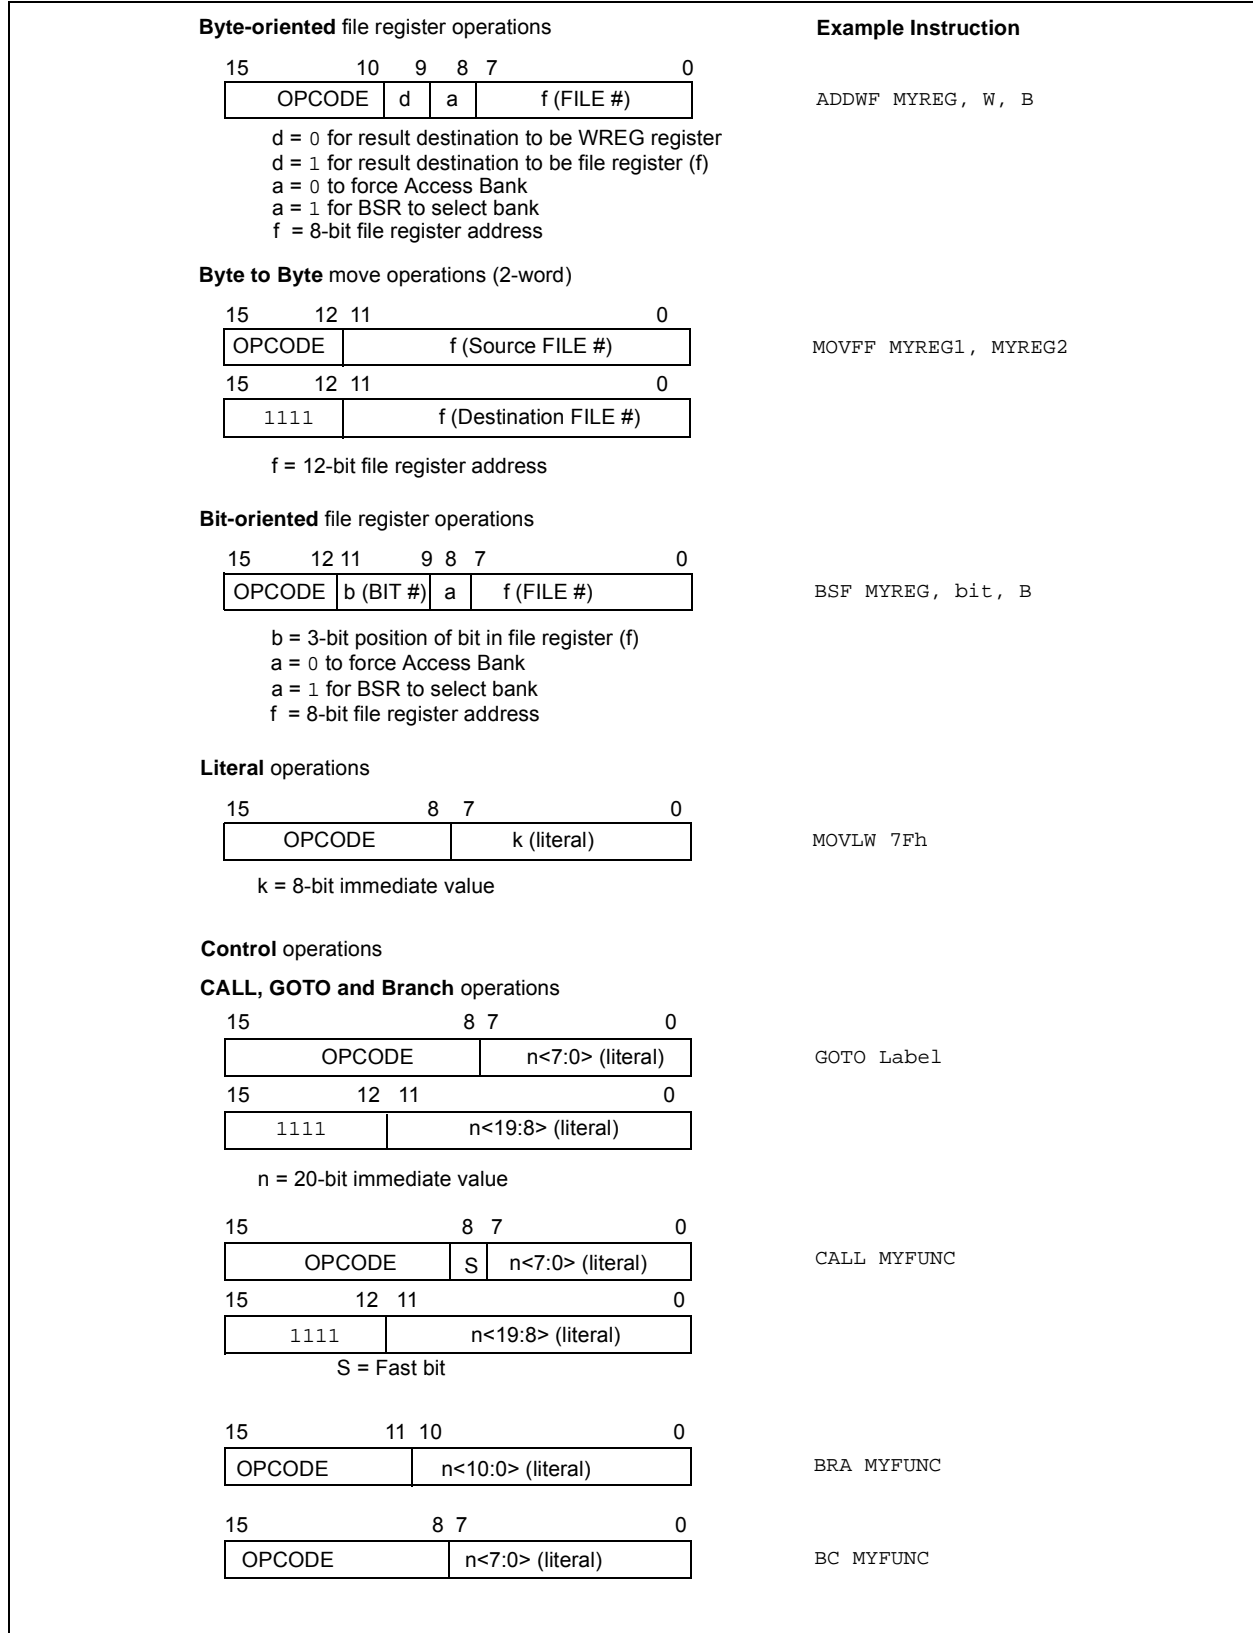 Byte-oriented file register operations    Example Instruction
15 10 9 8 7 0
OPCODE d a f (FILE #)    ADDWF MYREG, W, B
d = 0 for result destination to be WREG register
d = 1 for result destination to be file register (f)
a = 0 to force Access Bank
a = 1 for BSR to select bank
f = 8-bit file register address
Byte to Byte move operations (2-word)
15 12 11 0
OPCODE f (Source FILE #)    MOVFF MYREG1, MYREG2
15 12 11 0
1111 f (Destination FILE #)
f = 12-bit file register address
Bit-oriented file register operations
15 12 11 9 8 7 0
OPCODE b (BIT #) a f (FILE #)    BSF MYREG, bit, B
b = 3-bit position of bit in file register (f)
a = 0 to force Access Bank
a = 1 for BSR to select bank
f = 8-bit file register address
Literal operations
15 8 7 0
OPCODE k (literal)    MOVLW 7Fh
k = 8-bit immediate value
Control operations
CALL, GOTO and Branch operations
15 8 7 0
OPCODE n<7:0> (literal)    GOTO Label
15 12 11 0
1111 n<19:8> (literal)
n = 20-bit immediate value
15 8 7 0
OPCODE S n<7:0> (literal)    CALL MYFUNC
15 12 11 0
1111 n<19:8> (literal)
S = Fast bit
15 11 10 0
OPCODE n<10:0> (literal)    BRA MYFUNC
15 8 7 0
OPCODE n<7:0> (literal)    BC MYFUNC